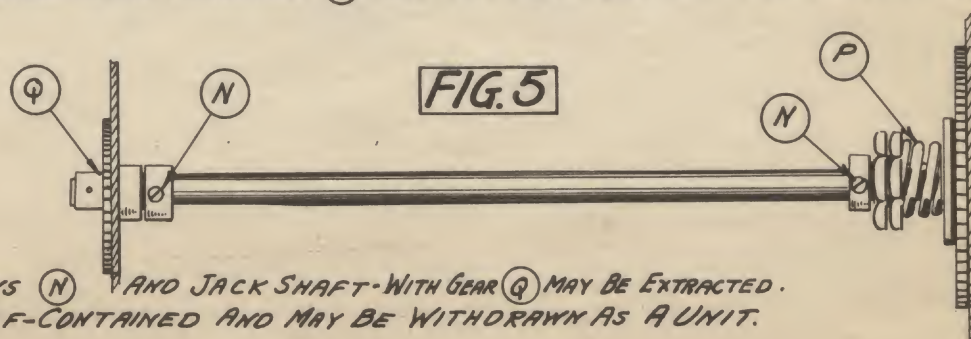 Q
N
FIG. 5
N
P
N AND JACK SHAFT-WITH GEAR Q MAY BE EXTRACTED.
F-CONTAINED AND MAY BE WITHDRAWN AS A UNIT.